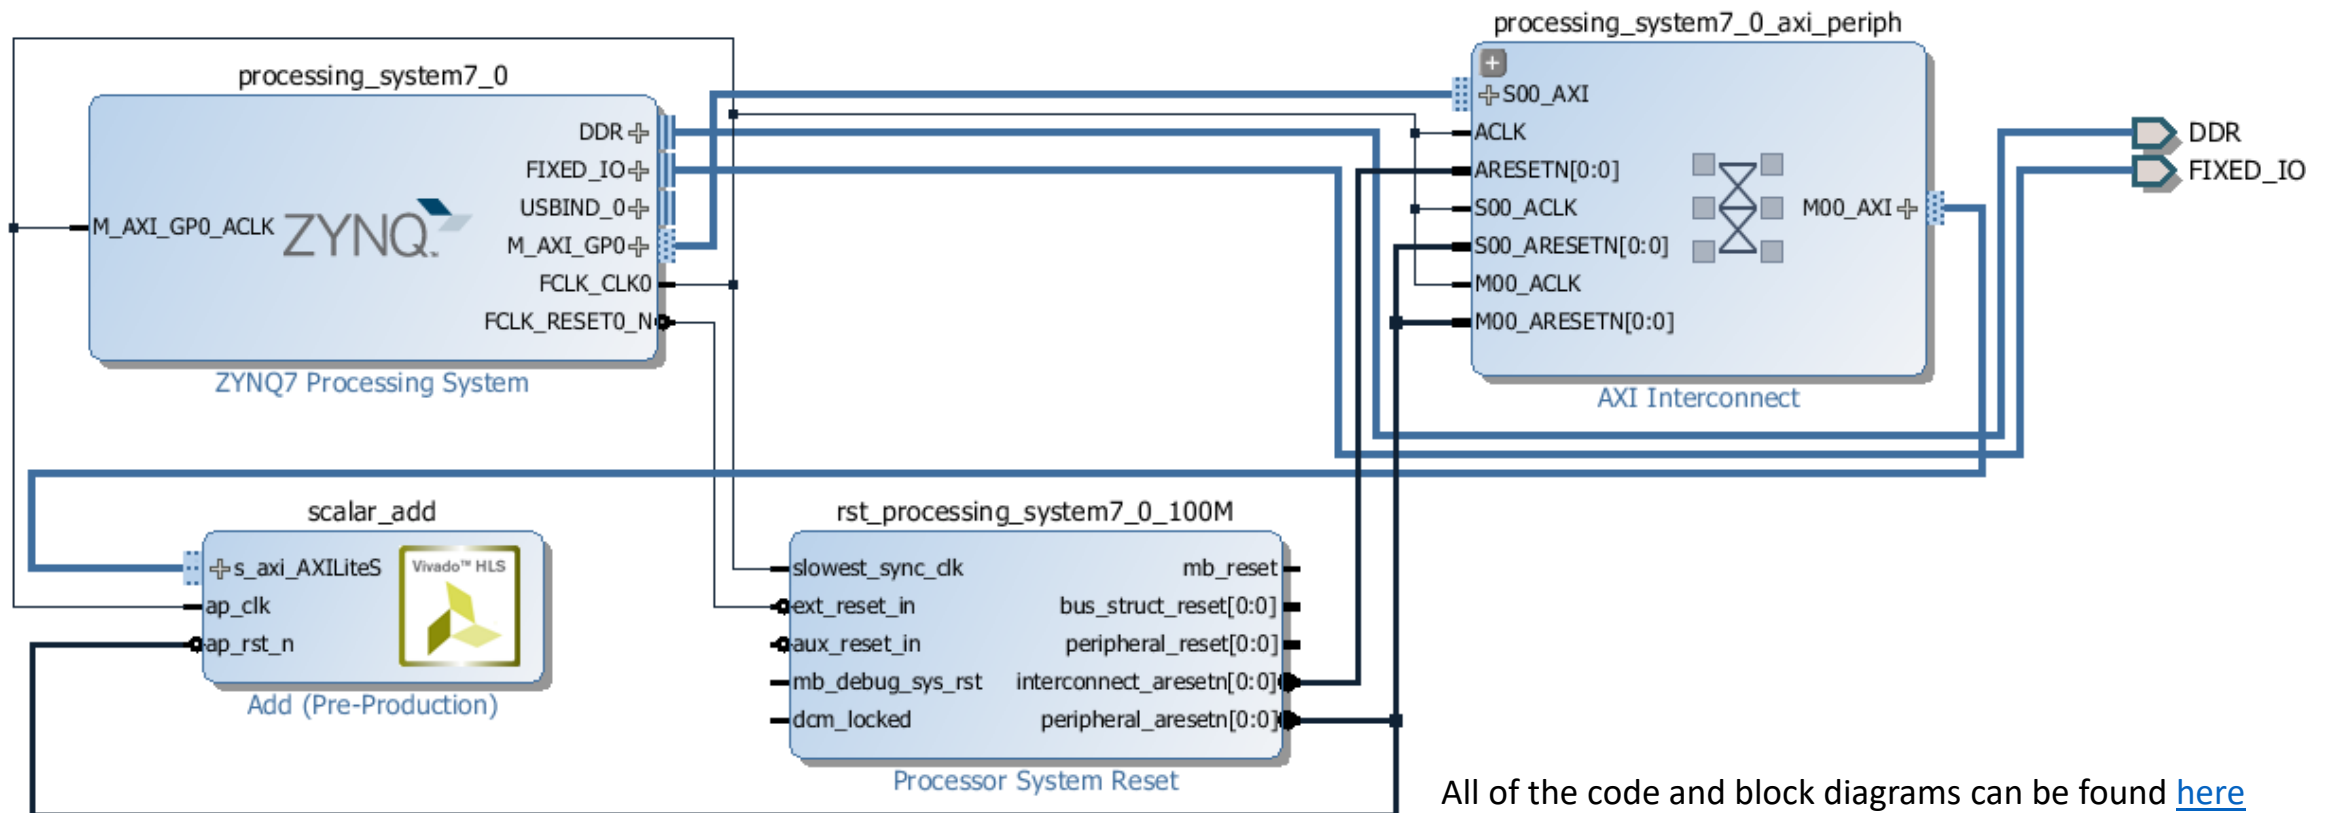 processing_system7_0
DDR
FIXED_IO
USBIND_0
M_AXI_GP0_ACLK
ZYNQ™
M_AXI_GP0
FCLK_CLK0
FCLK_RESET0_N
ZYNQ7 Processing System
processing_system7_0_axi_periph
S00_AXI
ACLK
ARESETN[0:0]
S00_ACLK
S00_ARESETN[0:0]
M00_ACLK
M00_ARESETN[0:0]
M00_AXI
AXI Interconnect
DDR
FIXED_IO
scalar_add
s_axi_AXILiteS
ap_clk
ap_rst_n
Vivado™ HLS
Add (Pre-Production)
rst_processing_system7_0_100M
slowest_sync_clk
ext_reset_in
aux_reset_in
mb_debug_sys_rst
dcm_locked
mb_reset
bus_struct_reset[0:0]
peripheral_reset[0:0]
interconnect_aresetn[0:0]
peripheral_aresetn[0:0]
Processor System Reset
All of the code and block diagrams can be found here